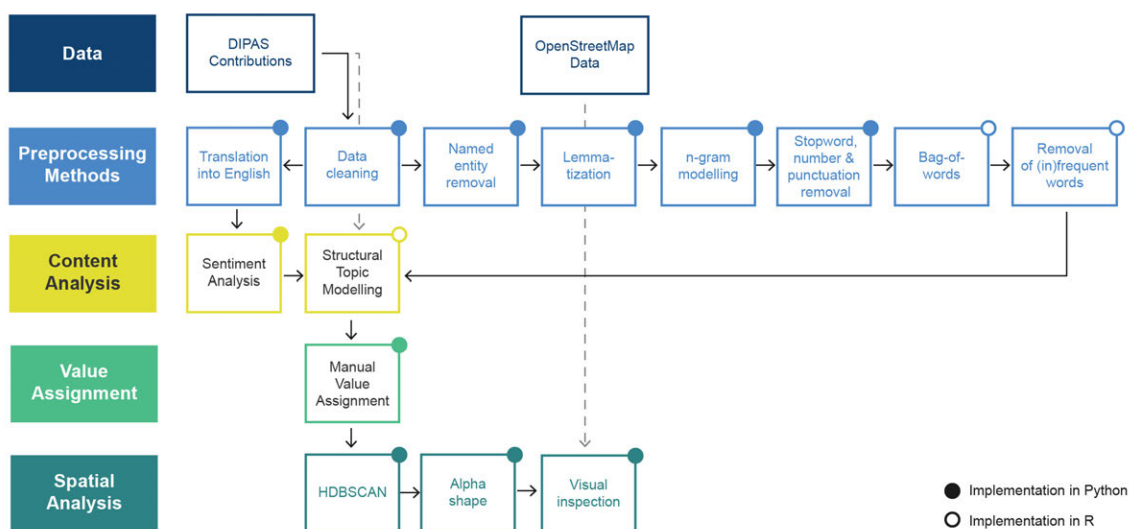 Data
DIPAS
Contributions
OpenStreetMap
Data
Preprocessing
Methods
Translation
into English
Data
cleaning
Named
entity
removal
Lemma-
tization
n-gram
modelling
Stopword,
number &
punctuation
removal
Bag-of-
words
Removal
of (in)frequent
words
Content
Analysis
Sentiment
Analysis
Structural
Topic
Modelling
Value
Assignment
Manual
Value
Assignment
Spatial
Analysis
HDBSCAN
Alpha
shape
Visual
inspection
Implementation in Python
Implementation in R